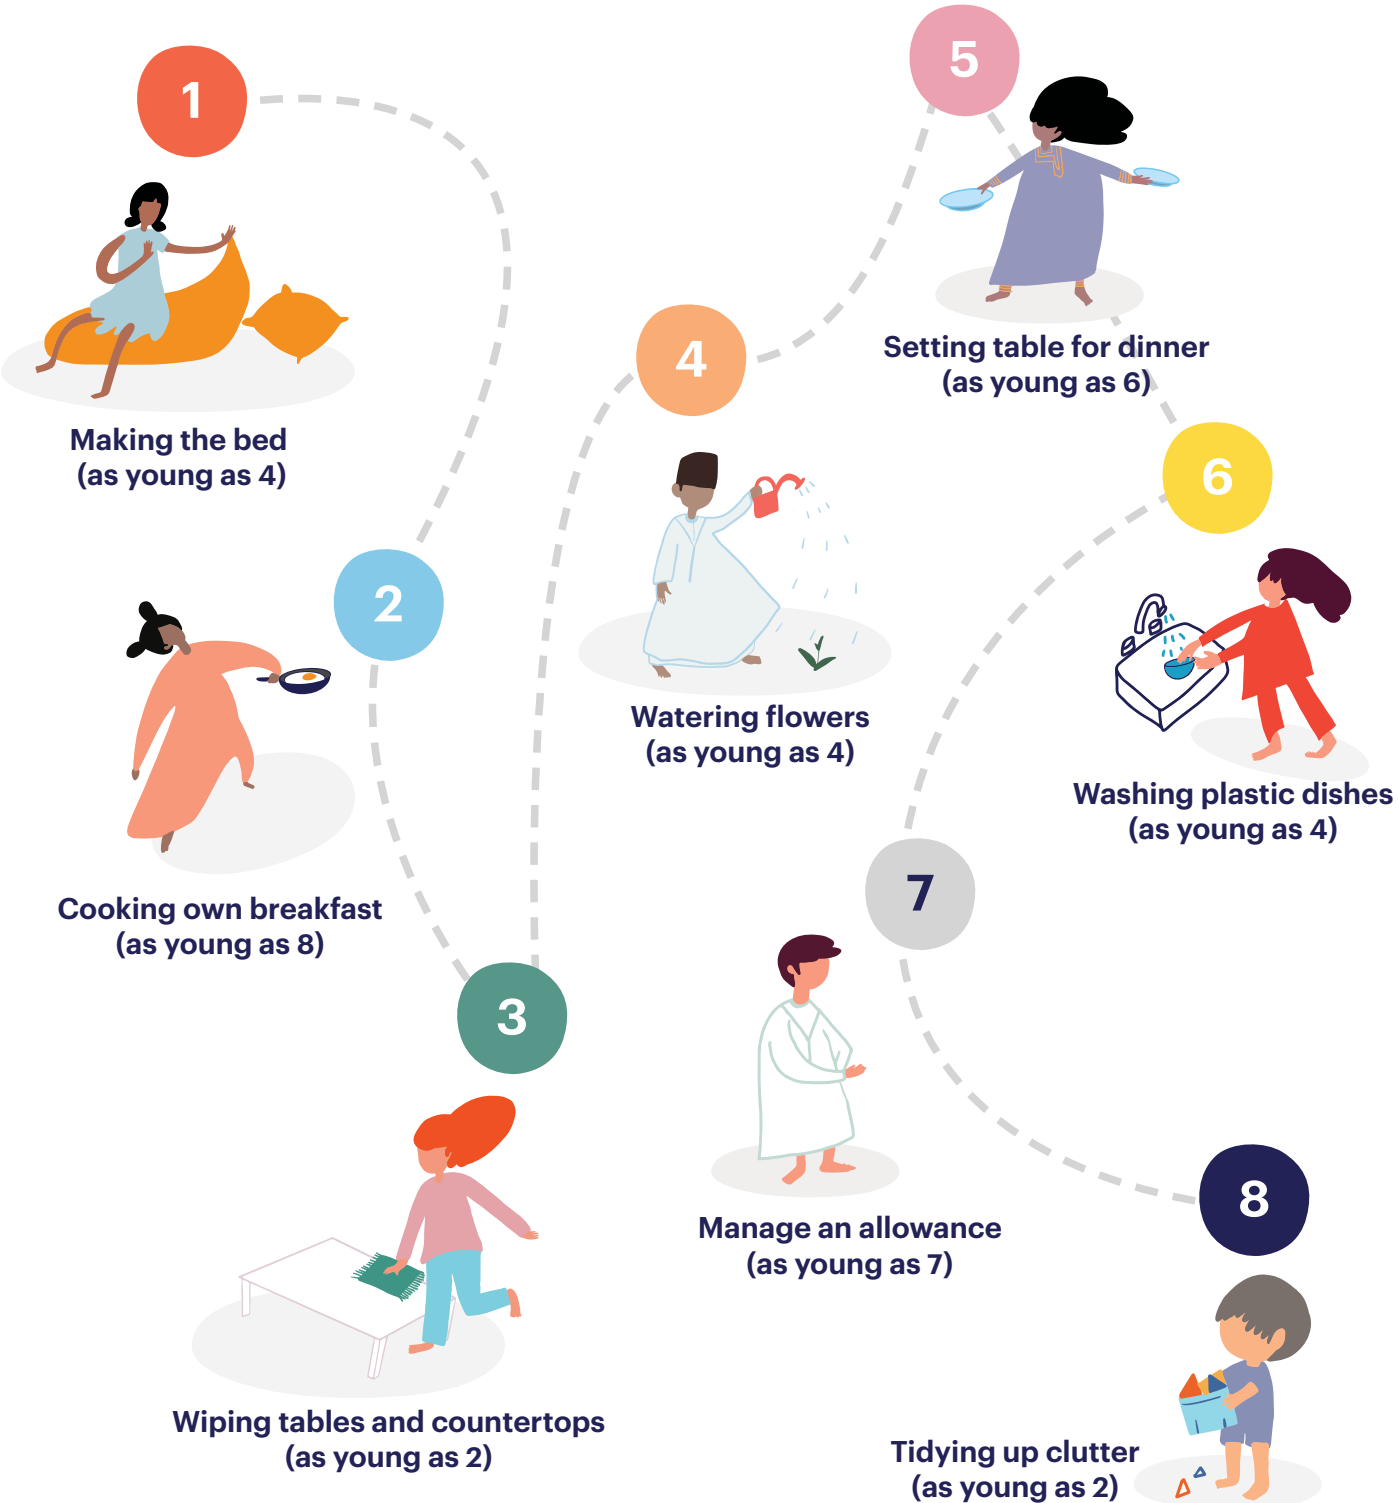 1
Making the bed
(as young as 4)
2
Cooking own breakfast
(as young as 8)
3
Wiping tables and countertops
(as young as 2)
4
Watering flowers
(as young as 4)
5
Setting table for dinner
(as young as 6)
6
Washing plastic dishes
(as young as 4)
7
Manage an allowance
(as young as 7)
8
Tidying up clutter
(as young as 2)